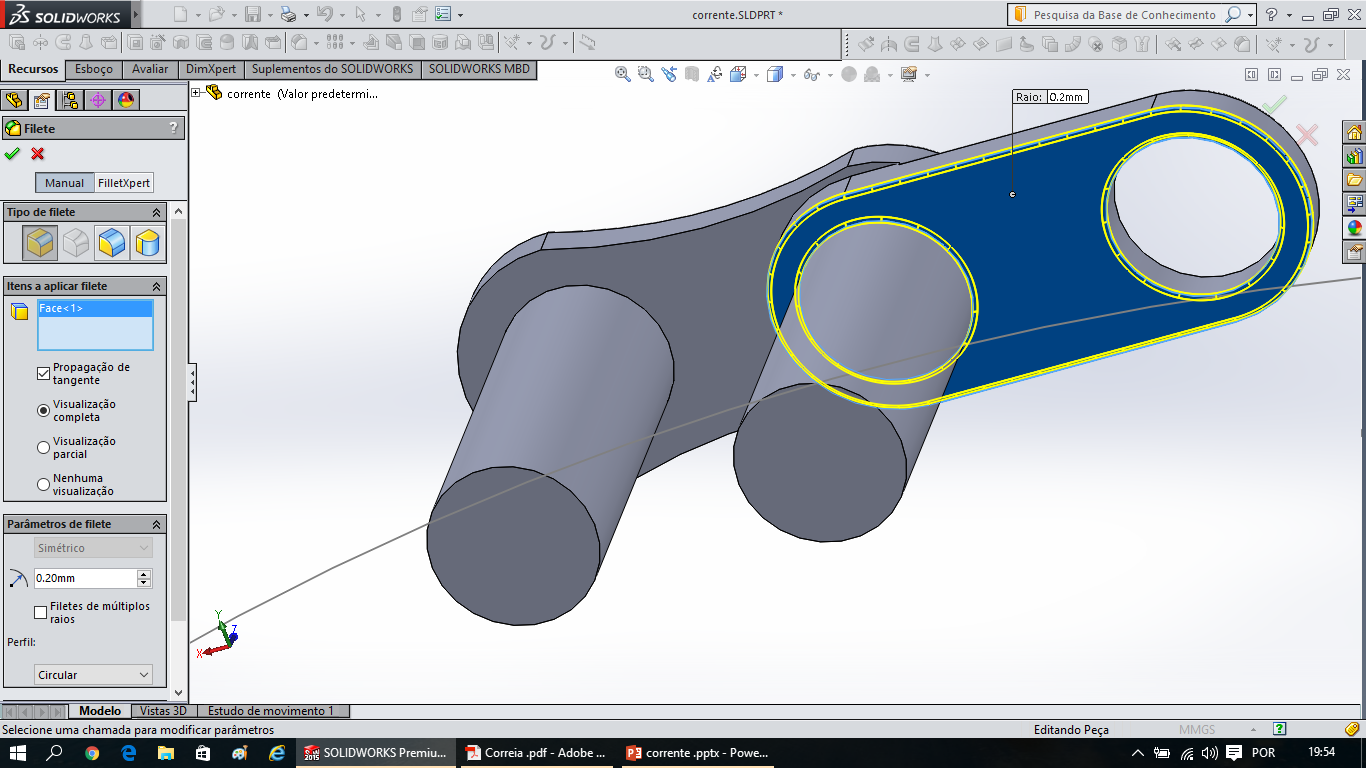 SOLIDWORKS
corrente.SLDPRT *
Pesquisa da Base de Conhecimento
Recursos
Esboço
Avaliar
DimXpert
Suplementos do SOLIDWORKS
SOLIDWORKS MBD
corrente (Valor predetermi...
Raio: 0.2mm
Filete
?
Manual
FilletXpert
Tipo de filete
Itens a aplicar filete
Face<1>
Propagação de
tangente
Visualização
completa
Visualização
parcial
Nenhuma
visualização
Parâmetros de filete
Simétrico
0.20mm
Filetes de múltiplos
raios
Perfil:
Circular
Y
Z
X
Modelo
Vistas 3D
Estudo de movimento 1
Selecione uma chamada para modificar parâmetros
Editando Peça
MMGS
?
SOLIDWORKS Premiu...
Correia .pdf - Adobe ...
corrente .pptx - Powe...
POR
19:54